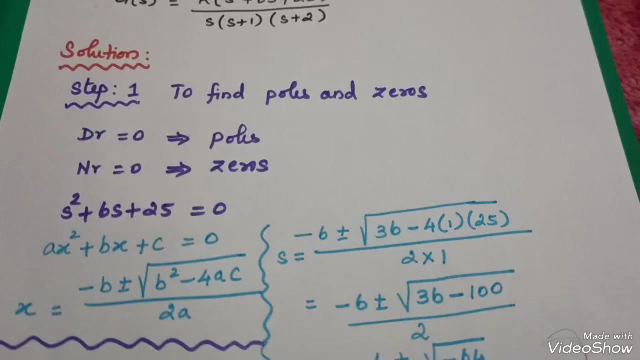 s(s+1)(s+2)
Solution:
Step: 1 To find poles and zeros
Dr = 0 ⇒ poles
Nr = 0 ⇒ zeros
s² + 6s + 25 = 0
ax² + bx + c = 0
x = (-b ± √(b² - 4ac)) / 2a
s = (-6 ± √(36 - 4(1)(25))) / 2×1
= (-6 ± √(36 - 100)) / 2
Made with
VideoShow